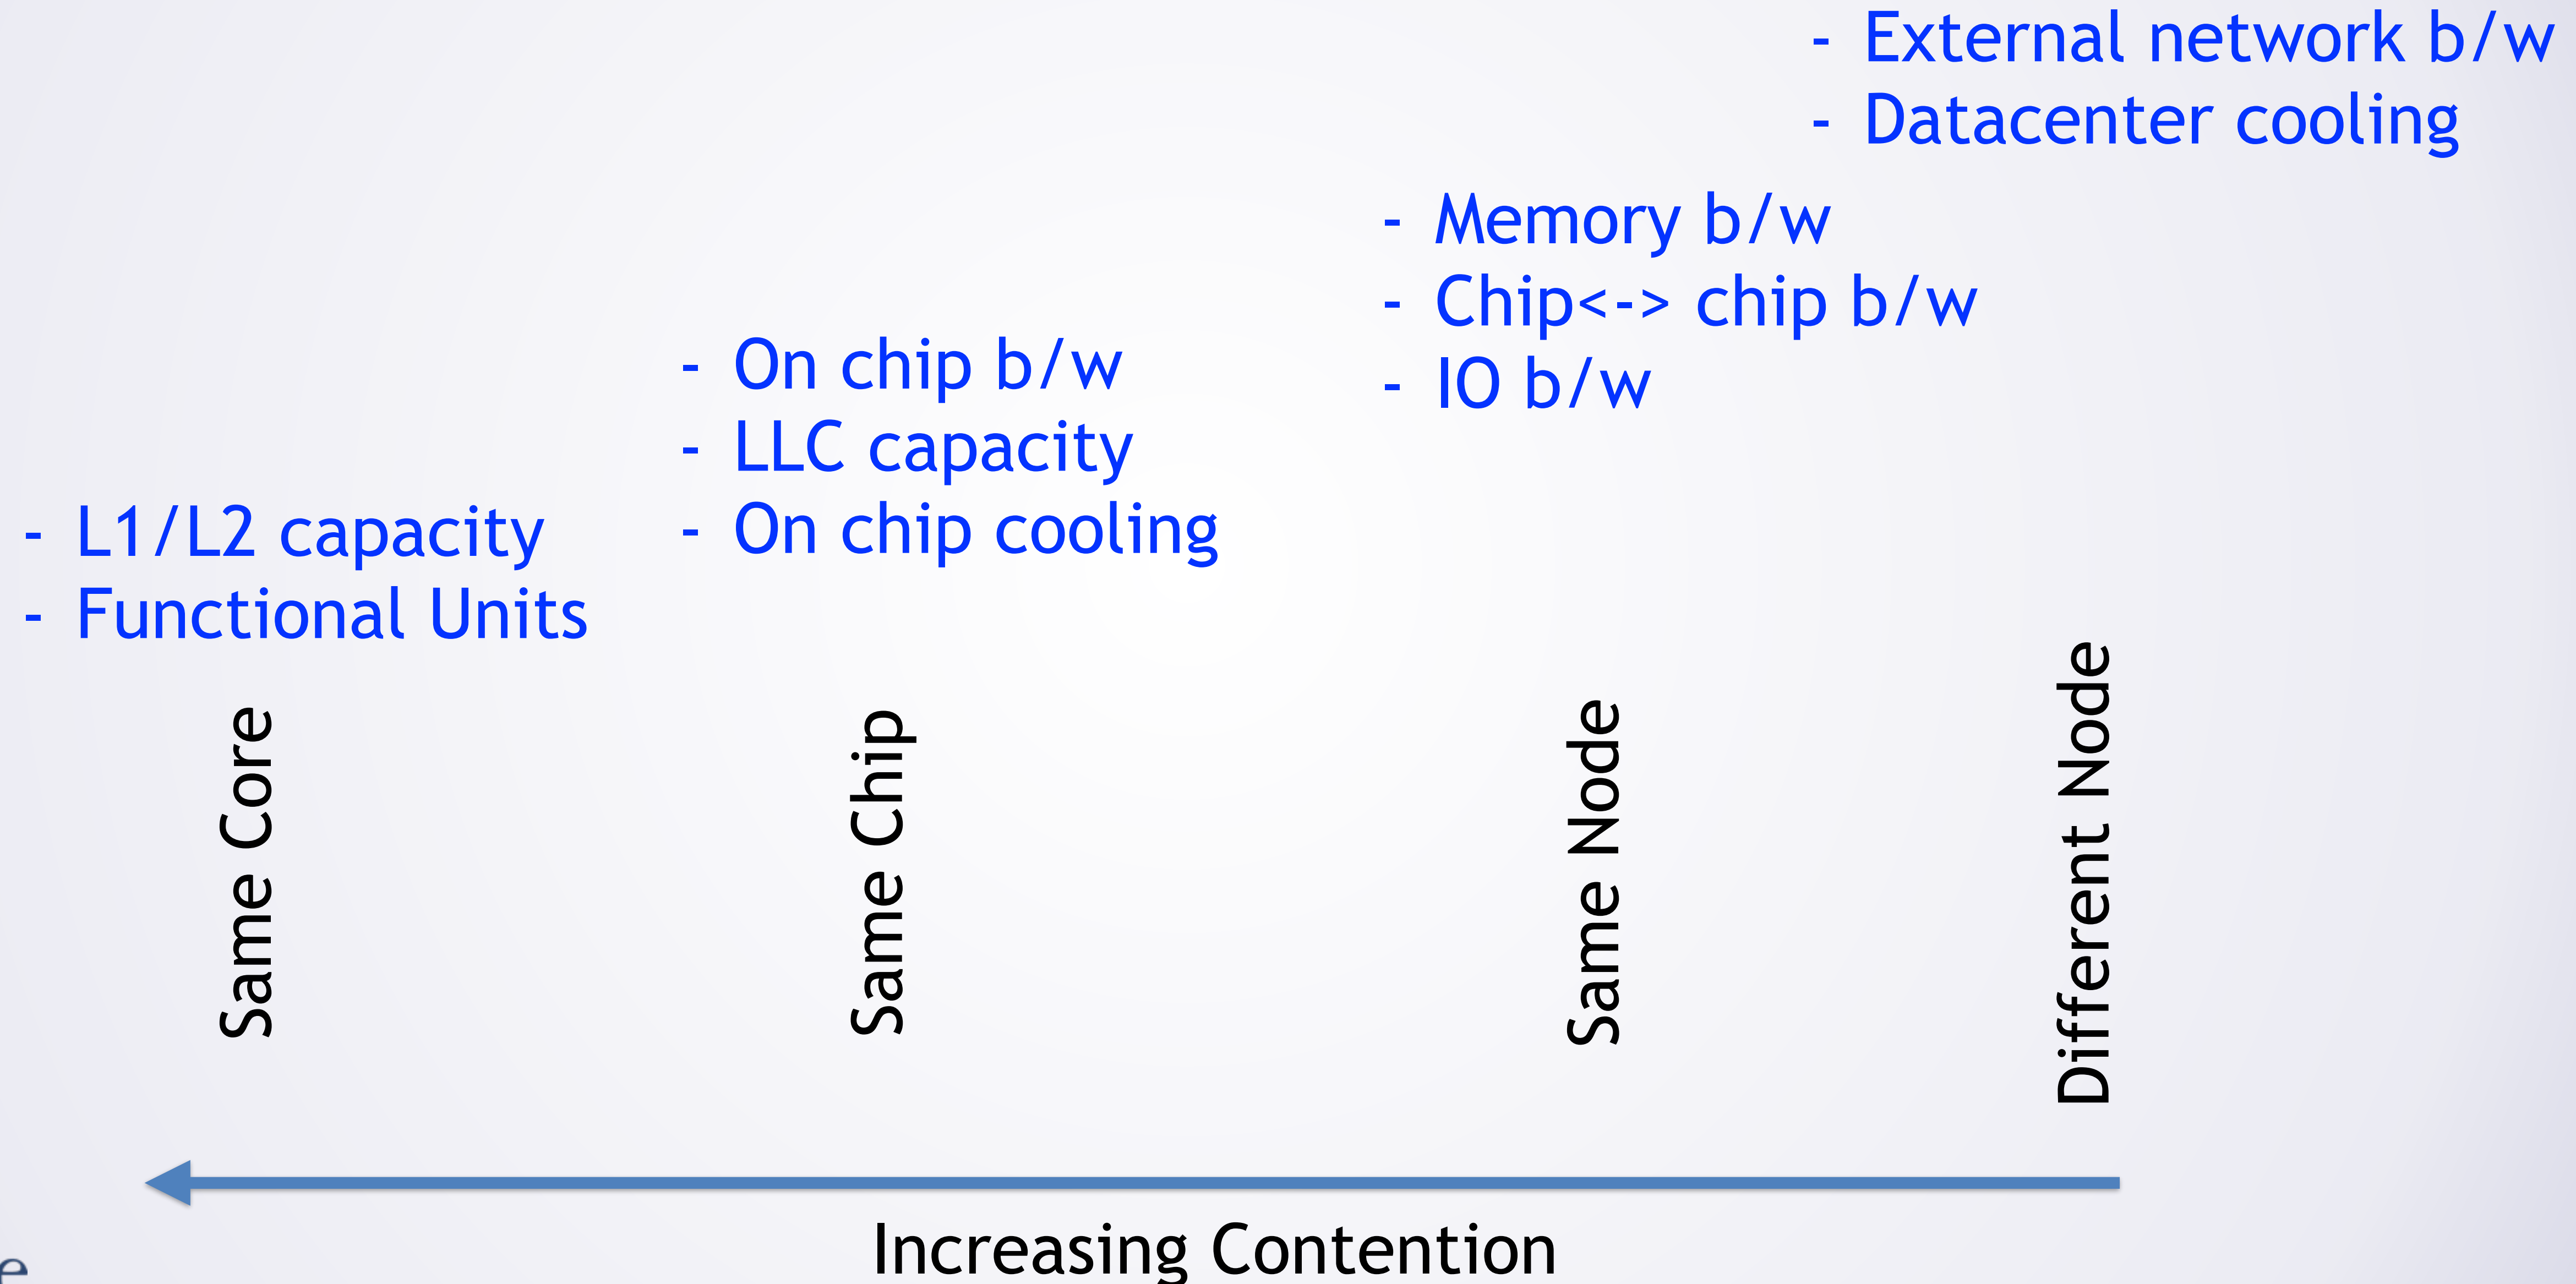 - External network b/w
- Datacenter cooling
- Memory b/w
- Chip<-> chip b/w
- IO b/w
- On chip b/w
- LLC capacity
- On chip cooling
- L1/L2 capacity
- Functional Units
Same Core
Same Chip
Same Node
Different Node
Increasing Contention